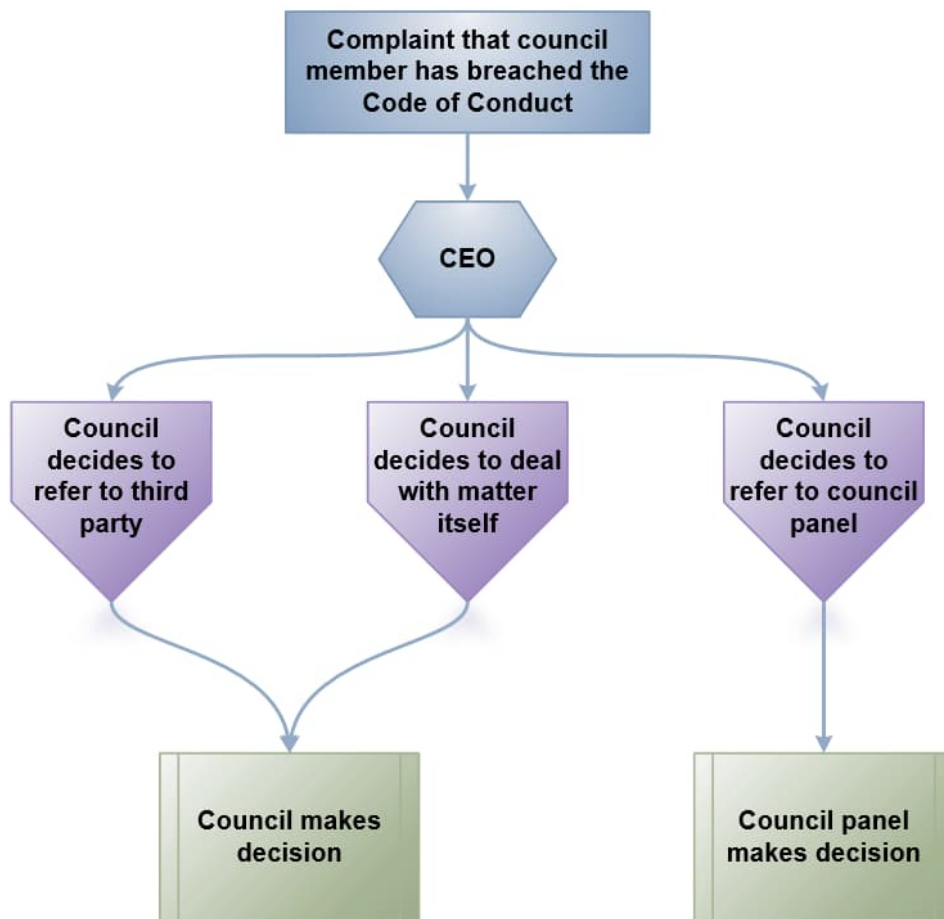 Complaint that council
member has breached the
Code of Conduct
CEO
Council
decides to
refer to third
party
Council
decides to deal
with matter
itself
Council
decides to
refer to council
panel
Council makes
decision
Council panel
makes decision